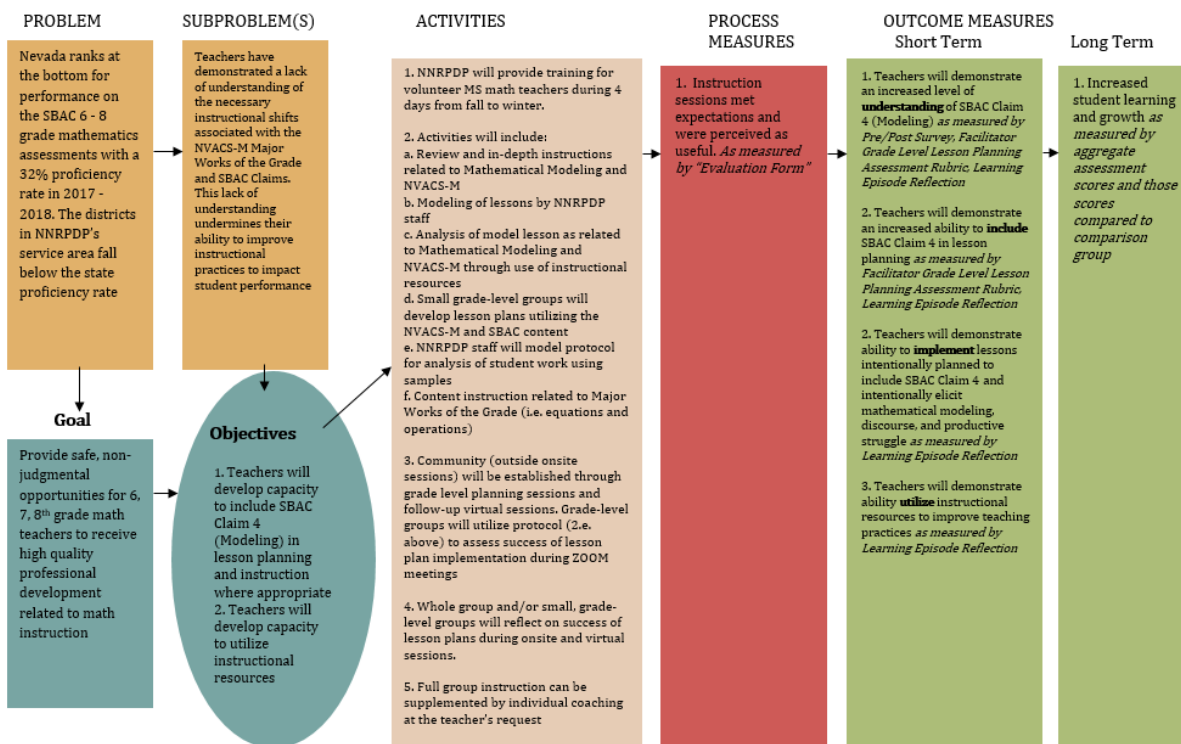 PROBLEM
Nevada ranks at
the bottom for
performance on
the SBAC 6 - 8
grade mathematics
assessments with a
32% proficiency
rate in 2017 -
2018. The districts
in NNRPDP's
service area fall
below the state
proficiency rate
SUBPROBLEM(S)
Teachers have
demonstrated a lack
of understanding of
the necessary
instructional shifts
associated with the
NVACS-M Major
Works of the Grade
and SBAC Claims.
This lack of
understanding
undermines their
ability to improve
instructional
practices to impact
student performance
Goal
Provide safe, non-
judgmental
opportunities for 6,
7, 8th grade math
teachers to receive
high quality
professional
development
related to math
instruction
Objectives
1. Teachers will
develop capacity
to include SBAC
Claim 4
(Modeling) in
lesson planning
and instruction
where appropriate
2. Teachers will
develop capacity
to utilize
instructional
resources
ACTIVITIES
1. NNRPDP will provide training for
volunteer MS math teachers during 4
days from fall to winter.
2. Activities will include:
a. Review and in-depth instructions
related to Mathematical Modeling and
NVACS-M
b. Modeling of lessons by NNRPDP
staff
c. Analysis of model lesson as related
to Mathematical Modeling and
NVACS-M through use of instructional
resources
d. Small grade-level groups will
develop lesson plans utilizing
the NVACS-M and SBAC content
e. NNRPDP staff will model protocol
for analysis of student work using
samples
f. Content instruction related to Major
Works of the Grade (i.e. equations and
operations)
3. Community (outside onsite
sessions) will be established through
grade level planning sessions and
follow-up virtual sessions. Grade-level
groups will utilize protocol (2.e.
above) to assess success of lesson
plan implementation during ZOOM
meetings
4. Whole group and/or small, grade-
level groups will reflect on success of
lesson plans during onsite and virtual
sessions.
5. Full group instruction can be
supplemented by individual coaching
at the teacher's request
PROCESS
MEASURES
1. Instruction
sessions met
expectations and
were perceived as
useful. As measured
by "Evaluation Form"
OUTCOME MEASURES
Short Term
1. Teachers will demonstrate
an increased level of
understanding of SBAC Claim
4 (Modeling) as measured by
Pre/Post Survey, Facilitator
Grade Level Lesson Planning
Assessment Rubric, Learning
Episode Reflection
2. Teachers will demonstrate
an increased ability to include
SBAC Claim 4 in lesson
planning as measured by
Facilitator Grade Level Lesson
Planning Assessment Rubric,
Learning Episode Reflection
2. Teachers will demonstrate
ability to implement lessons
intentionally planned to
include SBAC Claim 4 and
intentionally elicit
mathematical modeling,
discourse, and productive
struggle as measured by
Learning Episode Reflection
3. Teachers will demonstrate
ability utilize instructional
resources to improve teaching
practices as measured by
Learning Episode Reflection
Long Term
1. Increased
student learning
and growth as
measured by
aggregate
assessment
scores and those
scores
compared to
comparison
group